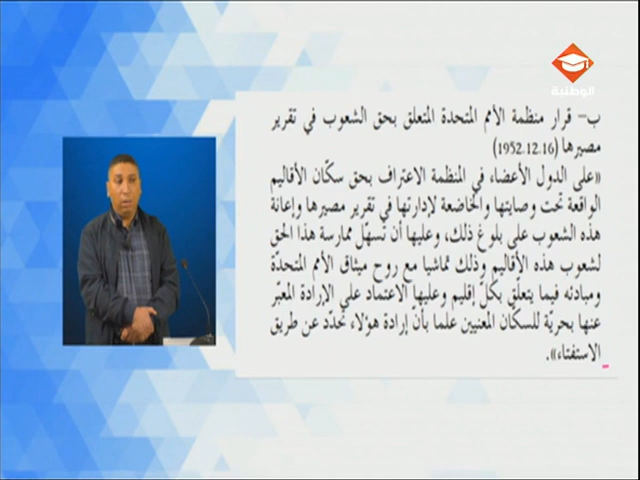 الوطنية
ب- قرار منظمة الأمم المتحدة المتعلق بحق الشعوب في تقرير
مصيرها (1952.12.16)
«على الدول الأعضاء في المنظمة الاعتراف بحق سكّان الأقاليم
الواقعة تحت وصايتها والخاضعة لإدارتها في تقرير مصيرها وإعانة
هذه الشعوب على بلوغ ذلك، وعليها أن تسهّل ممارسة هذا الحق
لشعوب هذه الأقاليم وذلك تماشيا مع روح ميثاق الأمم المتحدّة
ومبادئه فيما يتعلّق بكلّ إقليم وعليها الاعتماد على الإرادة المعبّر
عنها بحريّة للسكّان المعنيين علما بأنّ إرادة هؤلاء تحدّد عن طريق
الاستفتاء».